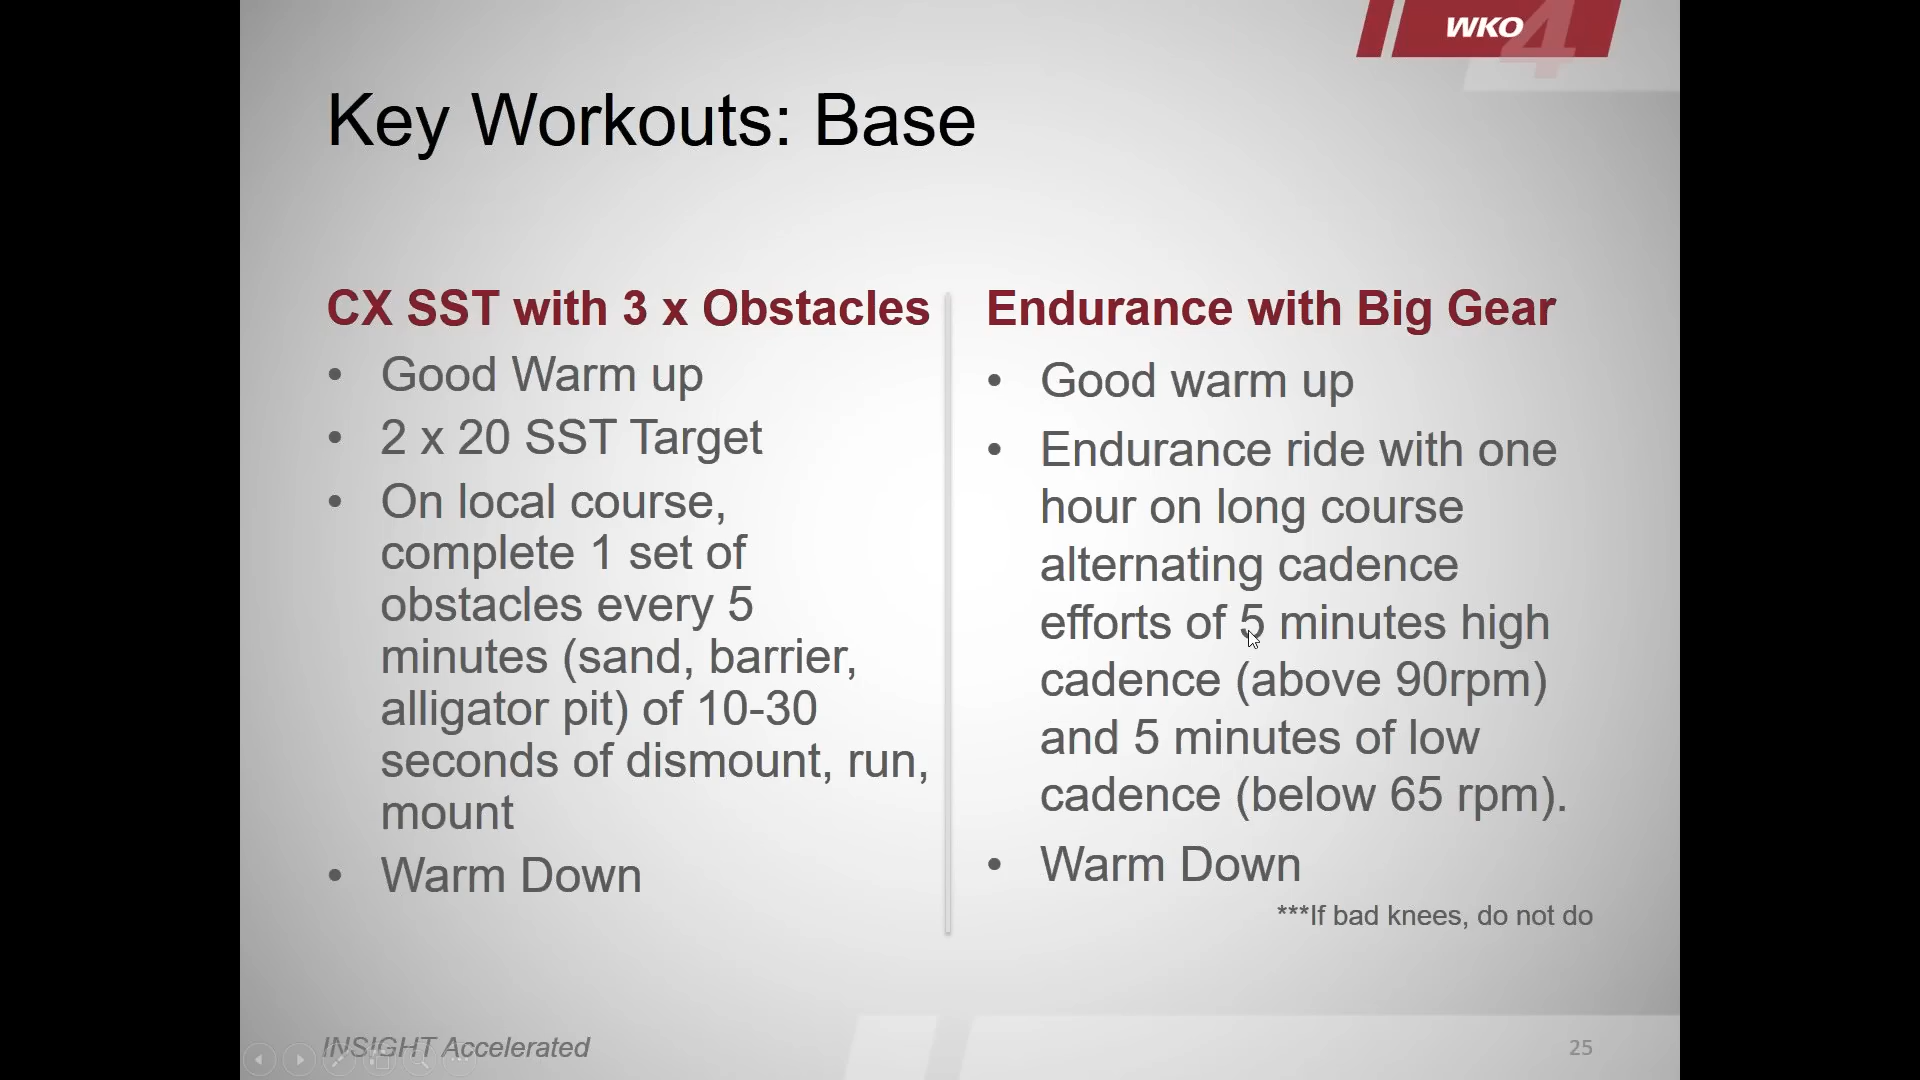 WKO 4
Key Workouts: Base
CX SST with 3 x Obstacles
• Good Warm up
• 2 x 20 SST Target
• On local course,
complete 1 set of
obstacles every 5
minutes (sand, barrier,
alligator pit) of 10-30
seconds of dismount, run,
mount
• Warm Down
Endurance with Big Gear
• Good warm up
• Endurance ride with one
hour on long course
alternating cadence
efforts of 5 minutes high
cadence (above 90rpm)
and 5 minutes of low
cadence (below 65 rpm).
• Warm Down
***If bad knees, do not do
INSIGHT Accelerated
25